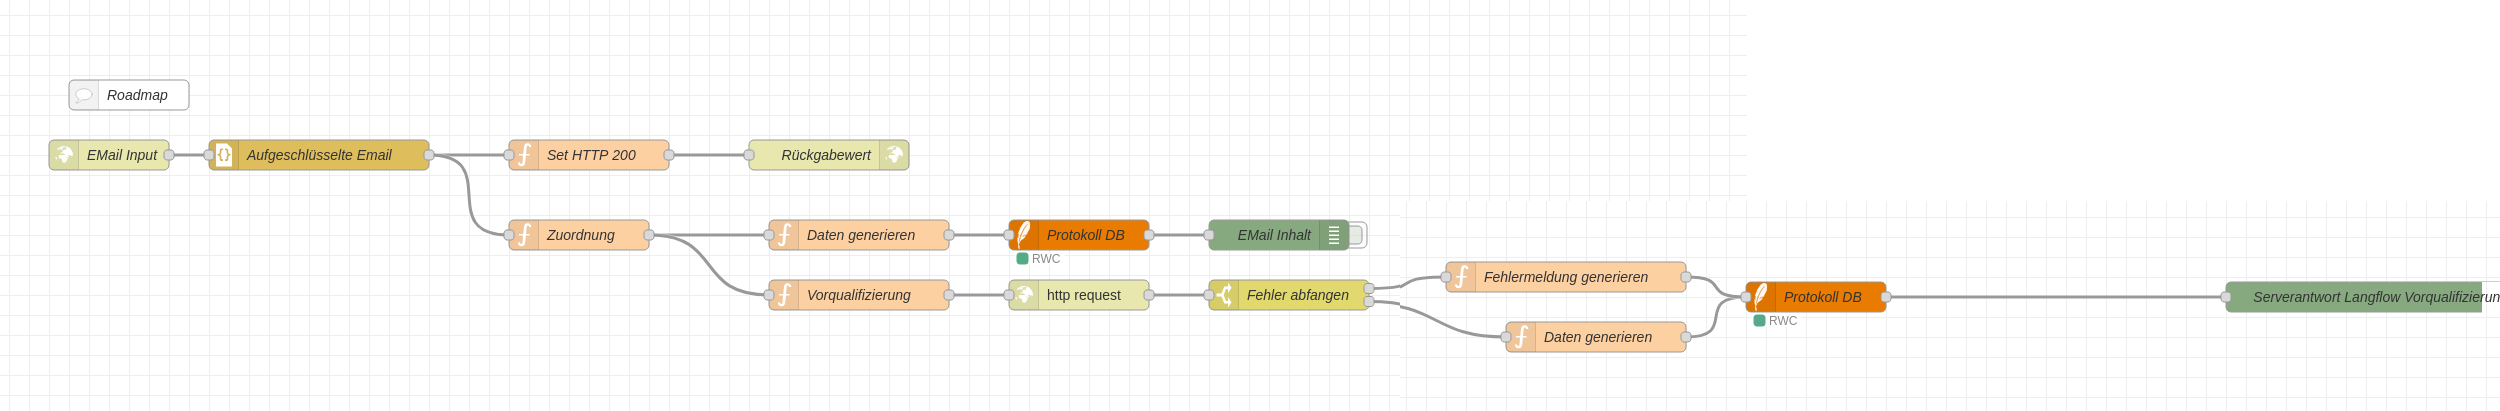 Roadmap
EMail Input
Aufgeschlüsselte Email
Set HTTP 200
Rückgabewert
Zuordnung
Daten generieren
Protokoll DB
EMail Inhalt
RWC
Vorqualifizierung
http request
Fehler abfangen
Fehlermeldung generieren
Daten generieren
Protokoll DB
RWC
Serverantwort Langflow Vorqualifizierun